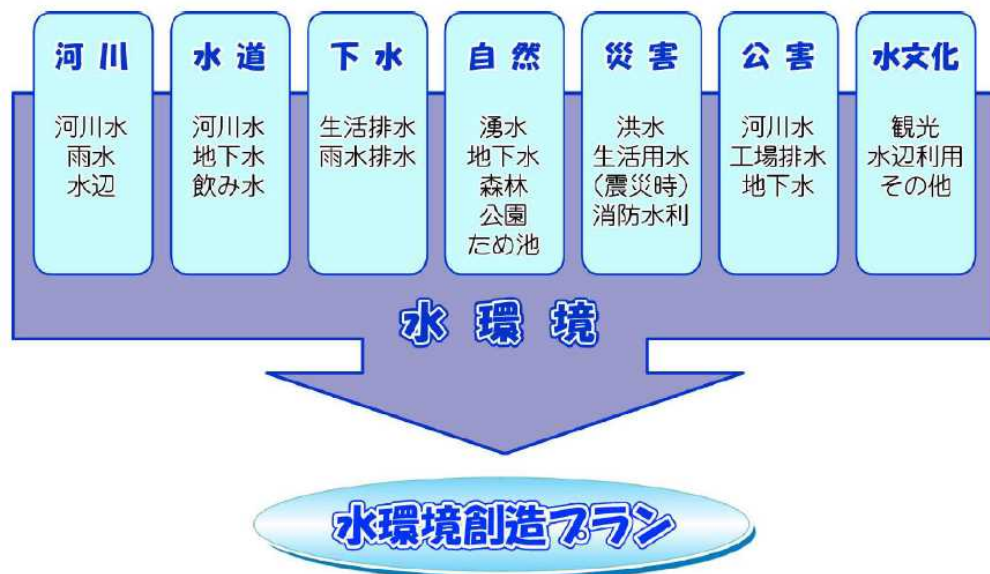 河川
河川水
雨水
水辺
水道
河川水
地下水
飲み水
下水
生活排水
雨水排水
自然
湧水
地下水
森林
公園
ため池
災害
洪水
生活用水
(震災時)
消防水利
公害
河川水
工場排水
地下水
水文化
観光
水辺利用
その他
水環境
水環境創造プラン